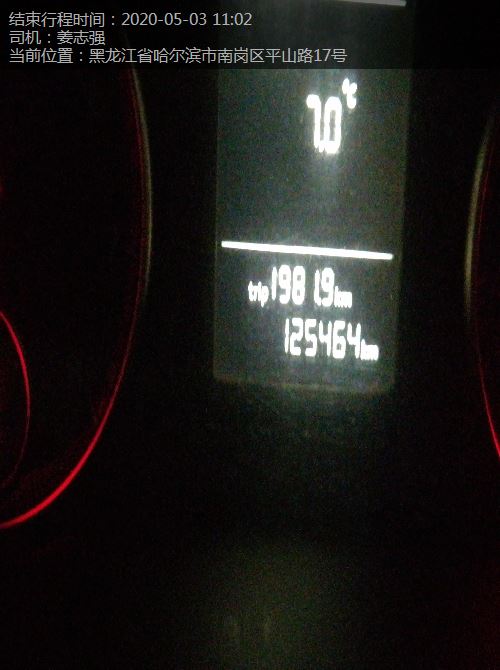 结束行程时间：2020-05-03 11:02
司机：姜志强
当前位置：黑龙江省哈尔滨市南岗区平山路17号
7.0°C
trip 1981.9 km
125464 km